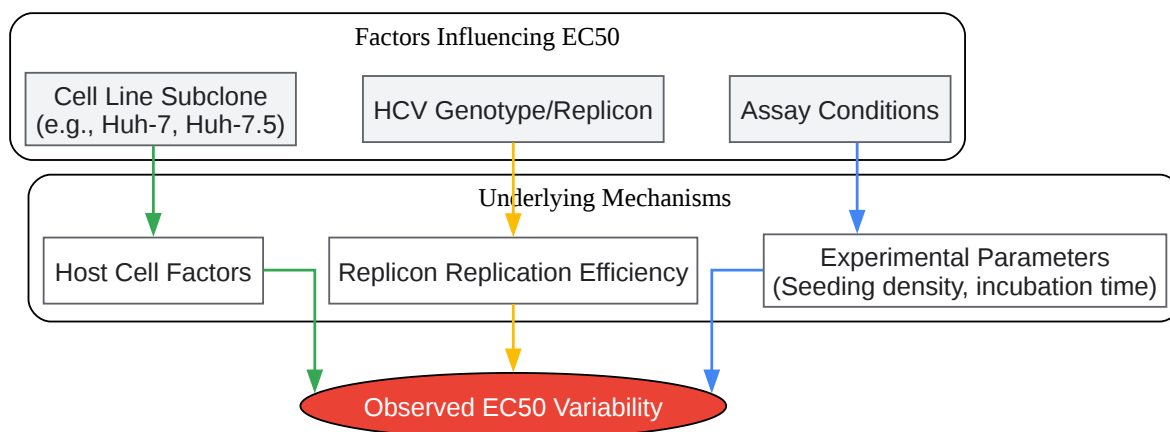 Factors Influencing EC50
Cell Line Subclone
(e.g., Huh-7, Huh-7.5)
HCV Genotype/Replicon
Assay Conditions
Underlying Mechanisms
Host Cell Factors
Replicon Replication Efficiency
Experimental Parameters
(Seeding density, incubation time)
Observed EC50 Variability